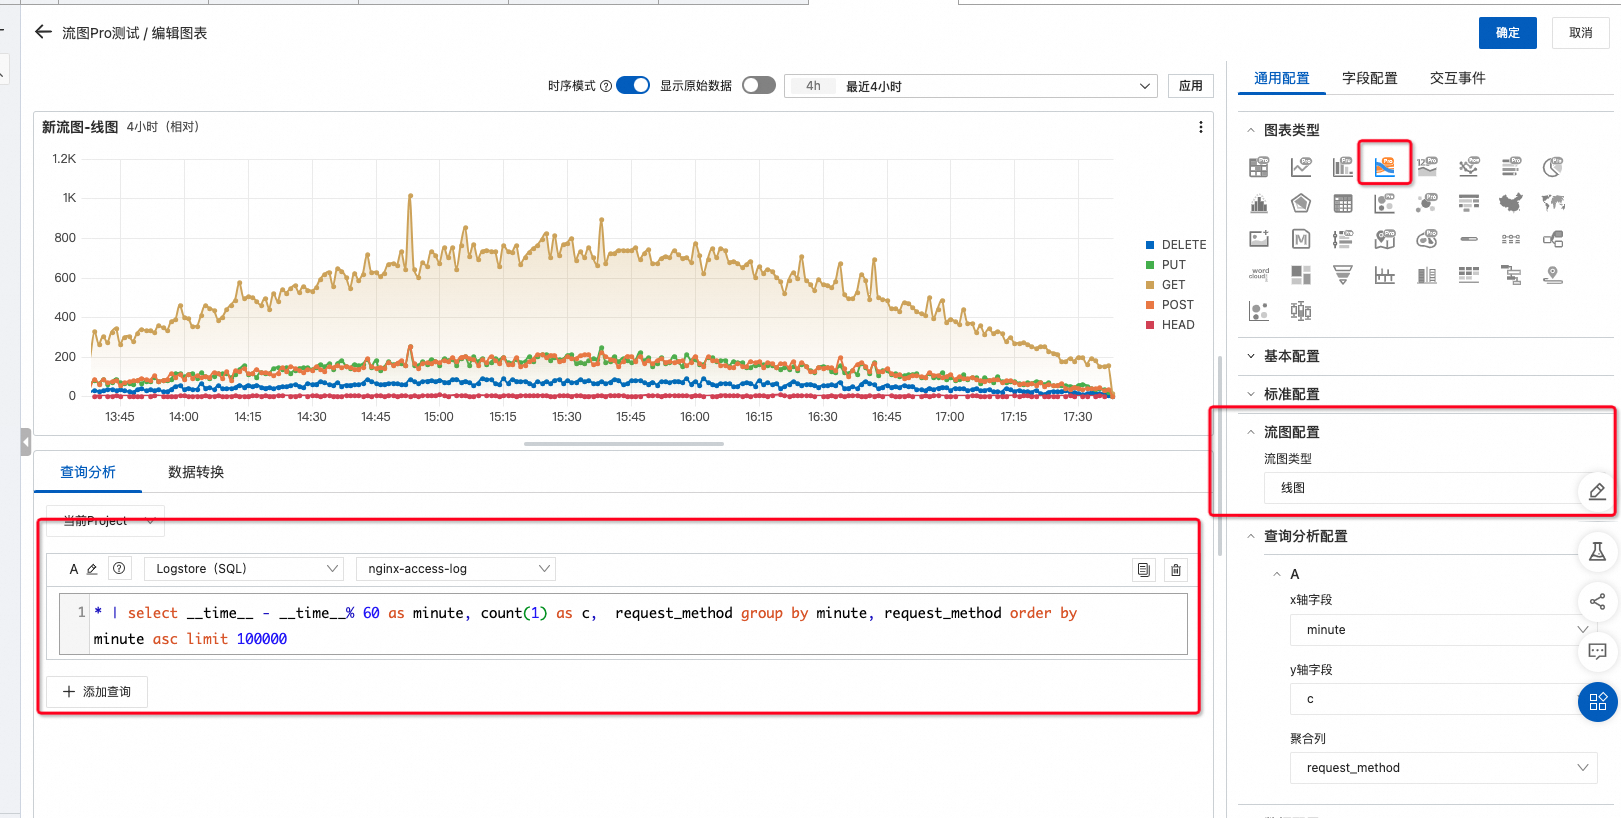 流图Pro测试 / 编辑图表
确定
取消
时序模式
显示原始数据
4h 最近4小时
应用
通用配置
字段配置
交互事件
新流图-线图 4小时（相对）
1.2K
1K
800
600
400
200
0
13:45 14:00 14:15 14:30 14:45 15:00 15:15 15:30 15:45 16:00 16:15 16:30 16:45 17:00 17:15 17:30
DELETE
PUT
GET
POST
HEAD
图表类型
基本配置
标准配置
流图配置
流图类型
线图
查询分析配置
A
x轴字段
minute
y轴字段
c
聚合列
request_method
查询分析
数据转换
当前Project
A
Logstore（SQL）
nginx-access-log
1 * | select __time__ - __time__% 60 as minute, count(1) as c,  request_method group by minute, request_method order by
minute asc limit 100000
添加查询